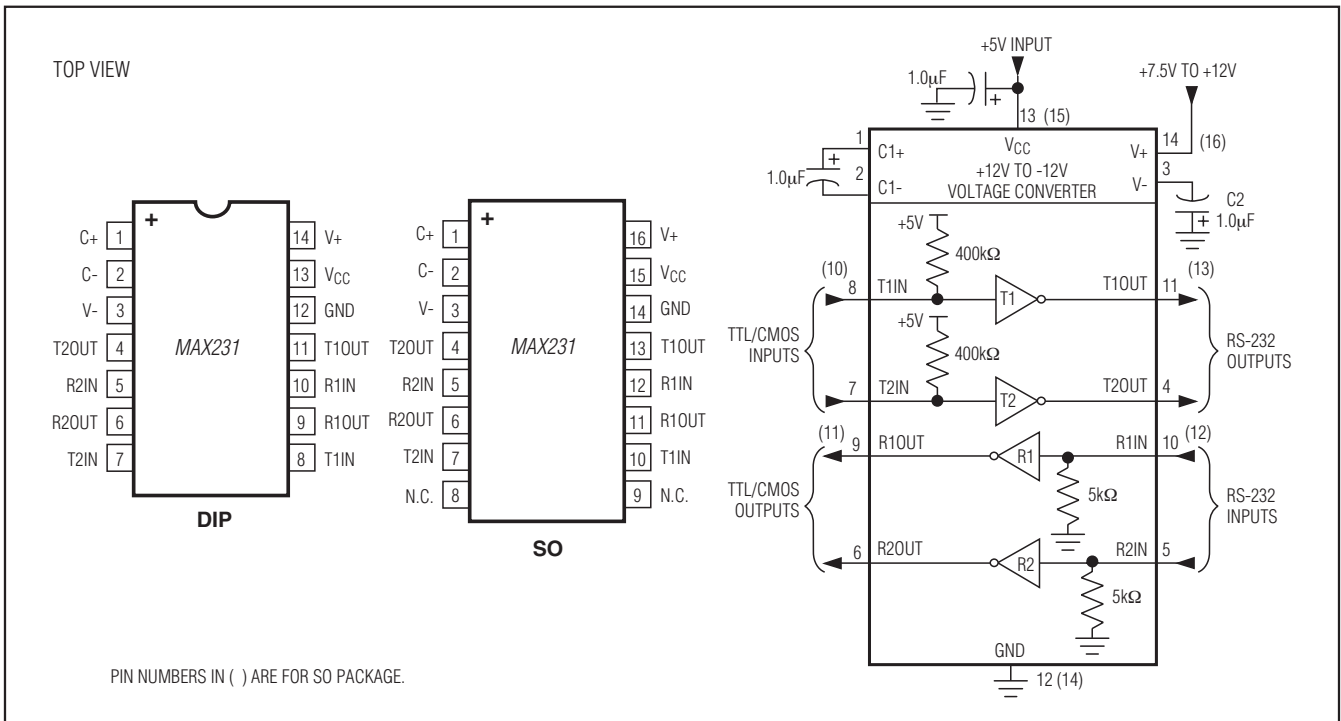 TOP VIEW
+
C+ 1
C- 2
V- 3
T2OUT 4
R2IN 5
R2OUT 6
T2IN 7
14 V+
13 VCC
12 GND
11 T1OUT
10 R1IN
9 R1OUT
8 T1IN
MAX231
DIP
+
C+ 1
C- 2
V- 3
T2OUT 4
R2IN 5
R2OUT 6
T2IN 7
N.C. 8
16 V+
15 VCC
14 GND
13 T1OUT
12 R1IN
11 R1OUT
10 T1IN
9 N.C.
MAX231
SO
+5V INPUT
1.0µF
+
+7.5V TO +12V
13 (15)
VCC
1
C1+
+
1.0µF
2
C1-
+12V TO -12V
VOLTAGE CONVERTER
14 (16)
V+
3
V-
C2
+ 1.0µF
+5V
400kΩ
(10)
8 T1IN
T1
T1OUT 11
(13)
+5V
400kΩ
TTL/CMOS
INPUTS
RS-232
OUTPUTS
7 T2IN
T2
T2OUT 4
(11)
9 R1OUT
R1
R1IN 10
(12)
5kΩ
TTL/CMOS
OUTPUTS
RS-232
INPUTS
6 R2OUT
R2
R2IN 5
5kΩ
GND
12 (14)
PIN NUMBERS IN ( ) ARE FOR SO PACKAGE.